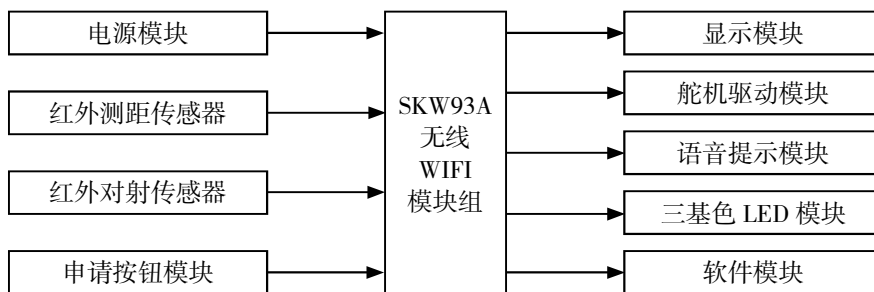 电源模块
红外测距传感器
红外对射传感器
申请按钮模块
SKW93A
无线
WIFI
模块组
显示模块
舵机驱动模块
语音提示模块
三基色 LED 模块
软件模块